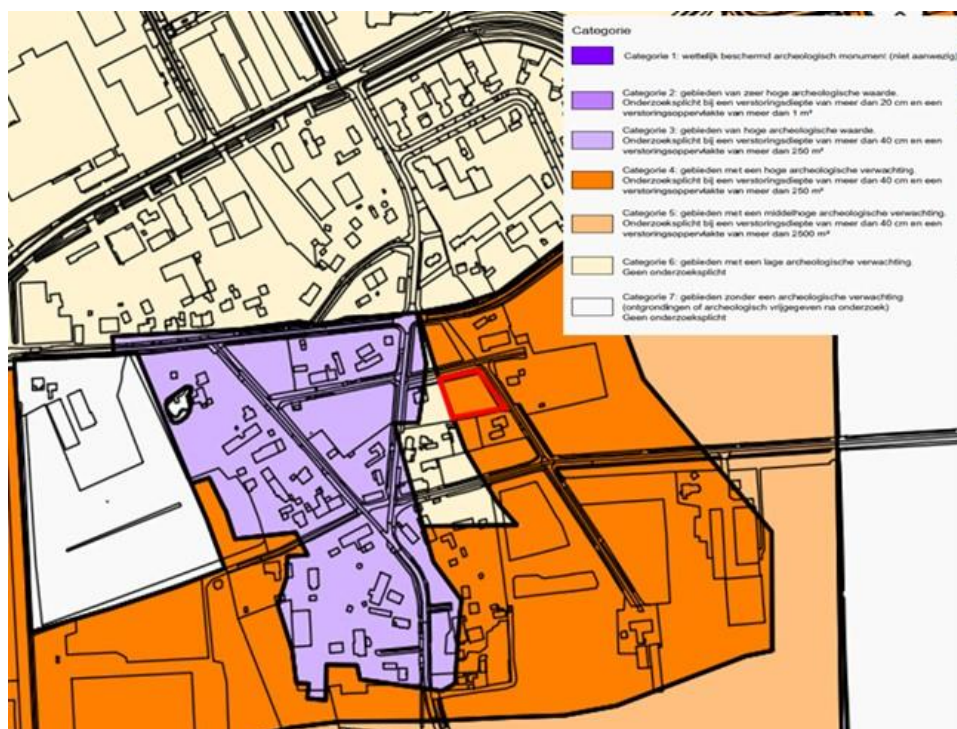 Categorie
Categorie 1: wettelijk beschermd archeologisch monument (niet aanwezig)
Categorie 2: gebieden van zeer hoge archeologische waarde.
Onderzoeksplicht bij een verstoringsdiepte van meer dan 20 cm en een
verstoringsoppervlakte van meer dan 1 m²
Categorie 3: gebieden van hoge archeologische waarde.
Onderzoeksplicht bij een verstoringsdiepte van meer dan 40 cm en een
verstoringsoppervlakte van meer dan 250 m²
Categorie 4: gebieden met een hoge archeologische verwachting.
Onderzoeksplicht bij een verstoringsdiepte van meer dan 40 cm en een
verstoringsoppervlakte van meer dan 250 m²
Categorie 5: gebieden met een middelhoge archeologische verwachting.
Onderzoeksplicht bij een verstoringsdiepte van meer dan 40 cm en een
verstoringsoppervlakte van meer dan 2500 m²
Categorie 6: gebieden met een lage archeologische verwachting.
Geen onderzoeksplicht
Categorie 7: gebieden zonder een archeologische verwachting
(ontgrondingen of archeologisch vrijgegeven na onderzoek)
Geen onderzoeksplicht